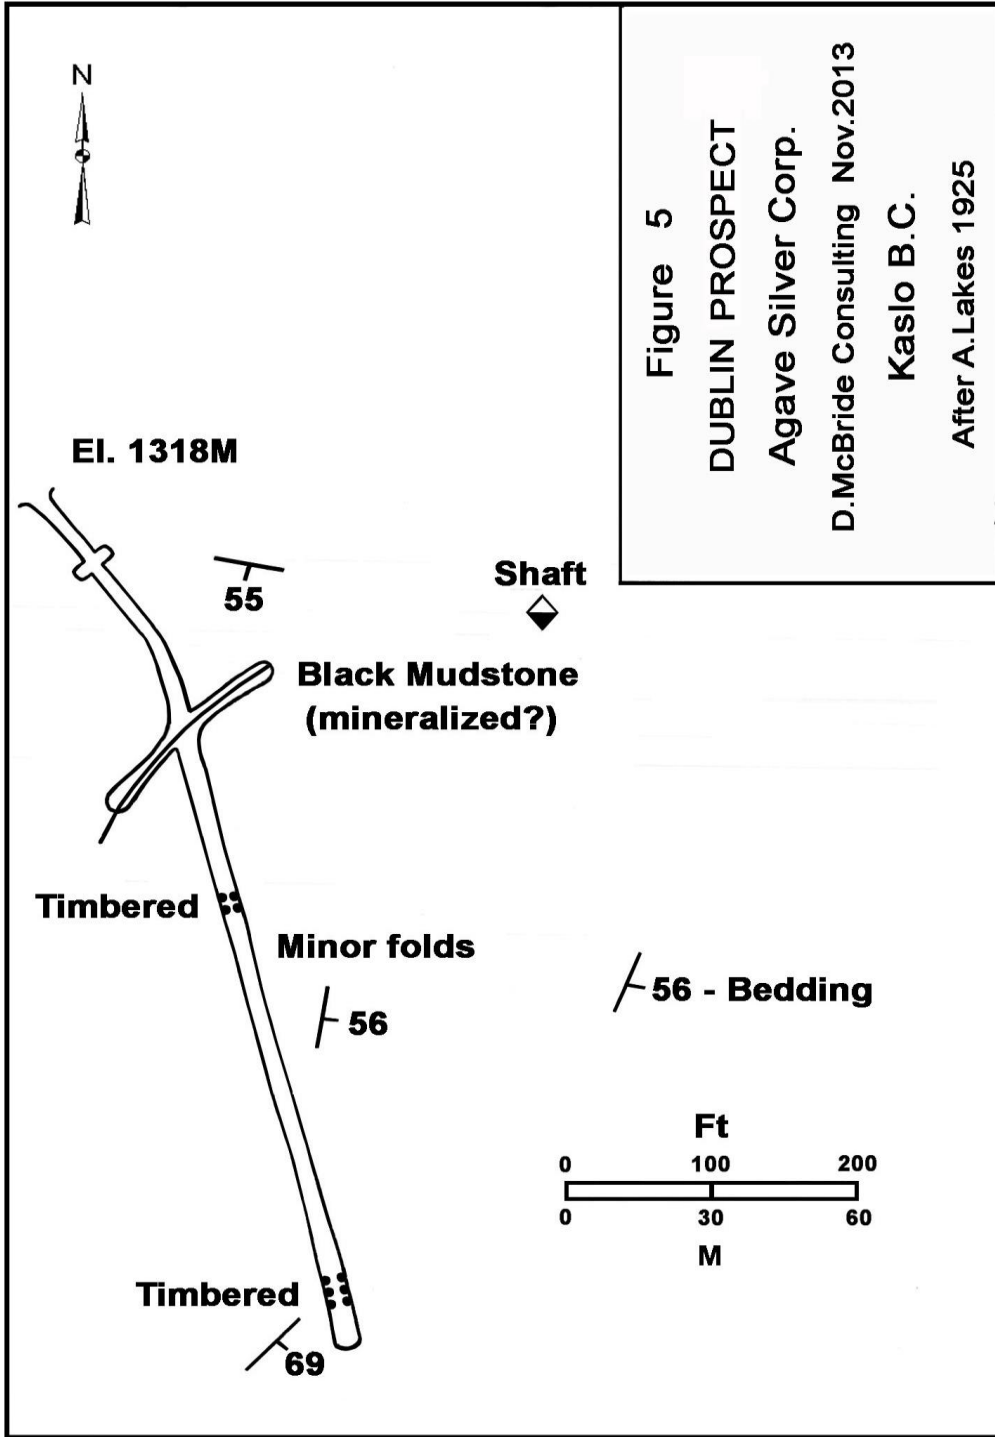 N
Figure 5
DUBLIN PROSPECT
Agave Silver Corp.
D.McBride Consulting Nov.2013
Kaslo B.C.
After A.Lakes 1925
El. 1318M
55
Shaft
Black Mudstone
(mineralized?)
Timbered
Minor folds
56
56 - Bedding
Ft
0 100 200
0 30 60
M
Timbered
69